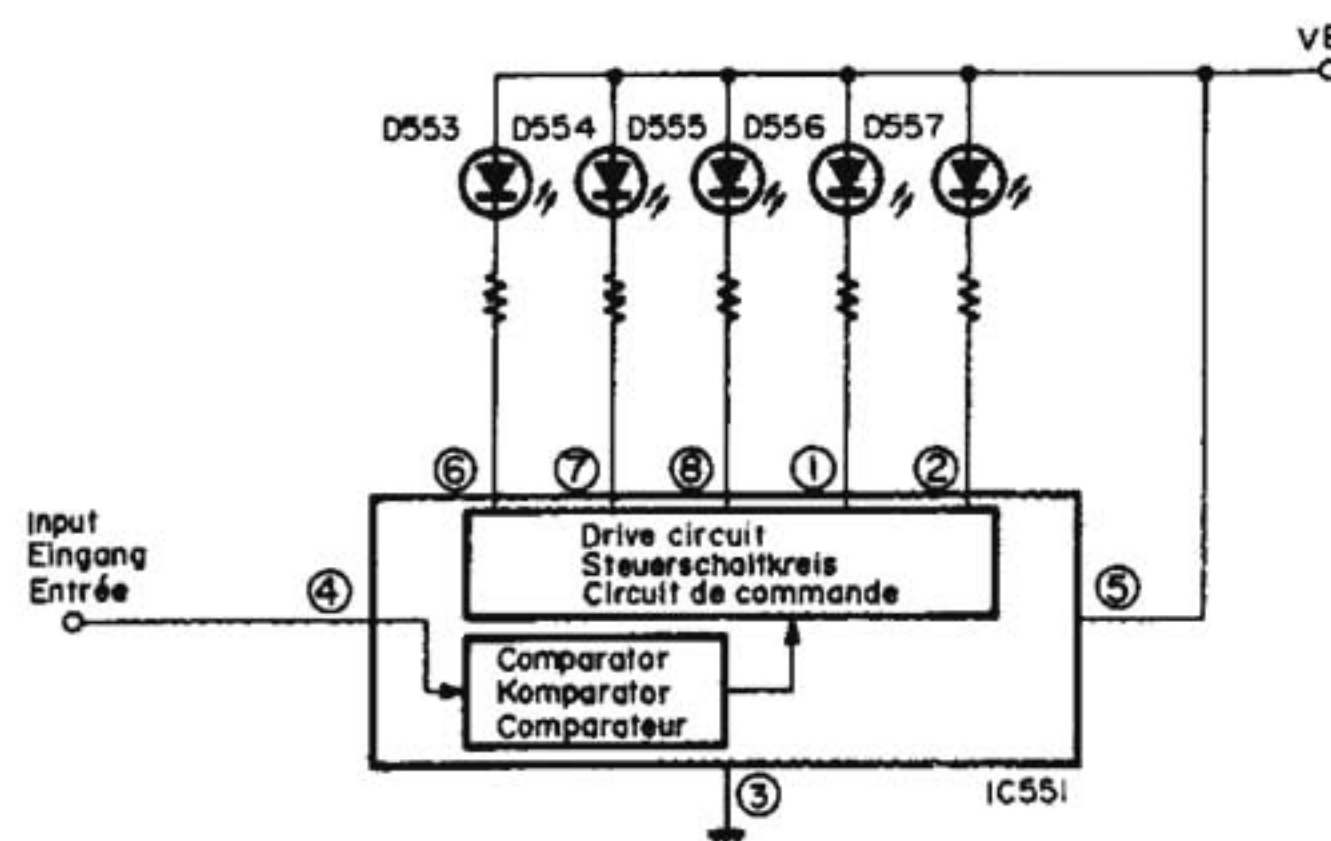 VB
D553 D554 D555 D556 D557
⑥ ⑦ ⑧ ① ②
Input
Eingang
Entrée
④
Drive circuit
Steuerschaltkreis
Circuit de commande
⑤
Comparator
Komparator
Comparateur
③
IC551